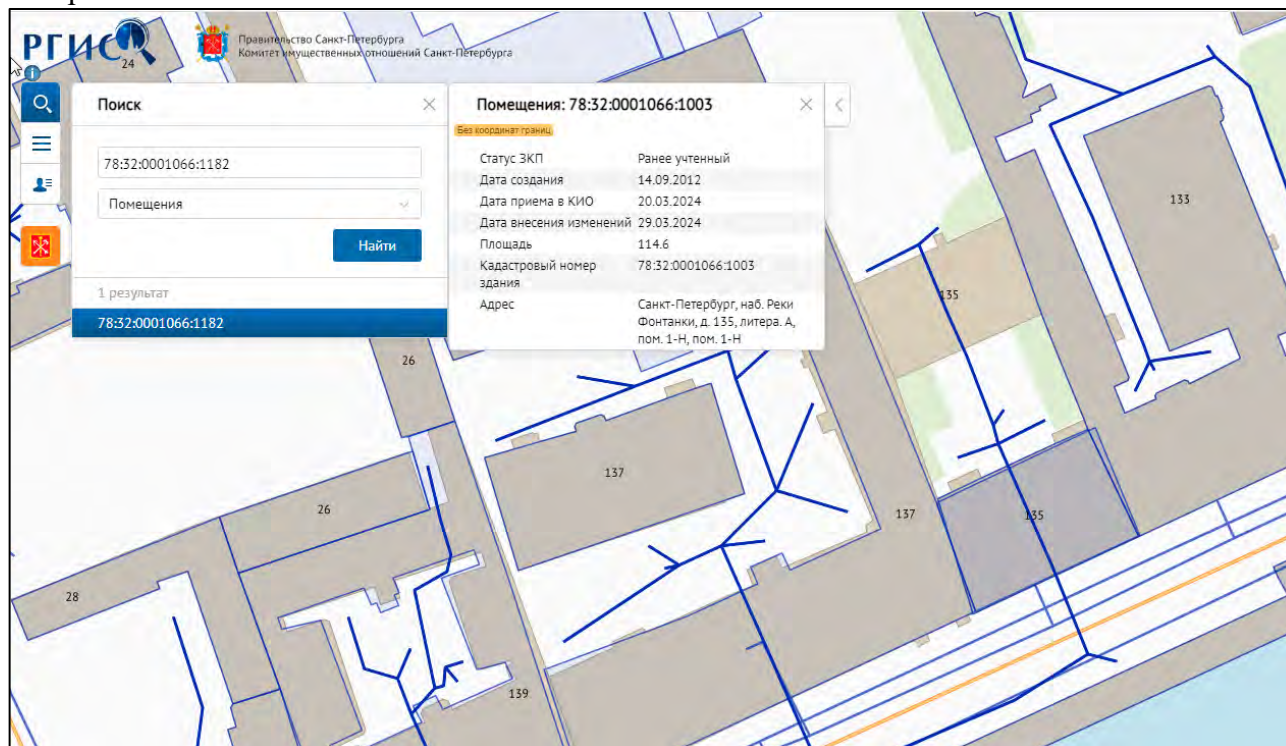 РГИС
Правительство Санкт-Петербурга
Комитет имущественных отношений Санкт-Петербурга
24
Поиск
78:32:0001066:1182
Помещения
Найти
1 результат
78:32:0001066:1182
Помещения: 78:32:0001066:1003
Без координат границ
Статус ЗКП Ранее учтенный
Дата создания 14.09.2012
Дата приема в КИО 20.03.2024
Дата внесения изменений 29.03.2024
Площадь 114.6
Кадастровый номер здания 78:32:0001066:1003
Адрес Санкт-Петербург, наб. Реки
Фонтанки, д. 135, литера. А,
пом. 1-Н, пом. 1-Н
133
135
26
137
26
137
135
28
139